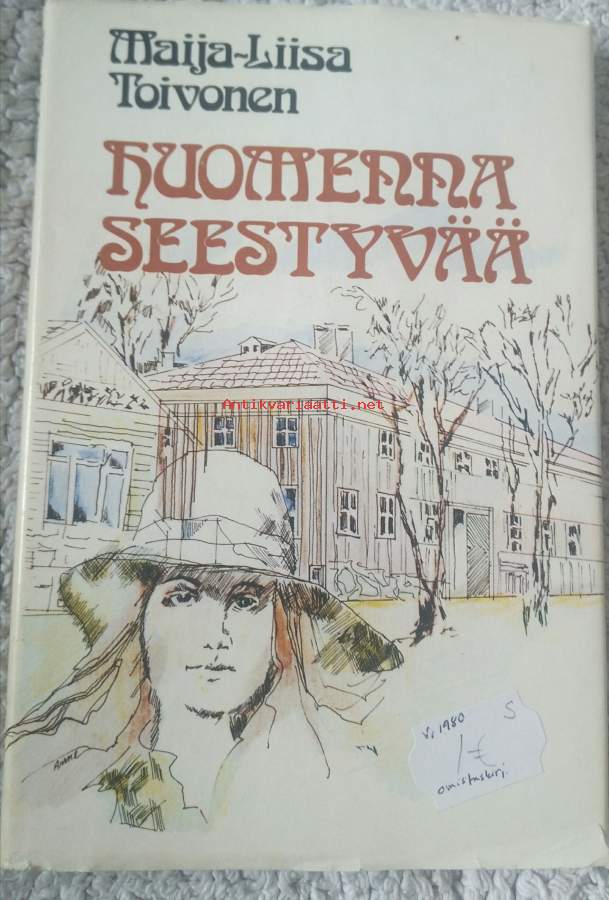 Maija-Liisa
Toivonen
HUOMENNA
SEESTYVÄÄ
Antikvariaatti.net
v. 1980 S
1€
omistuskirj.